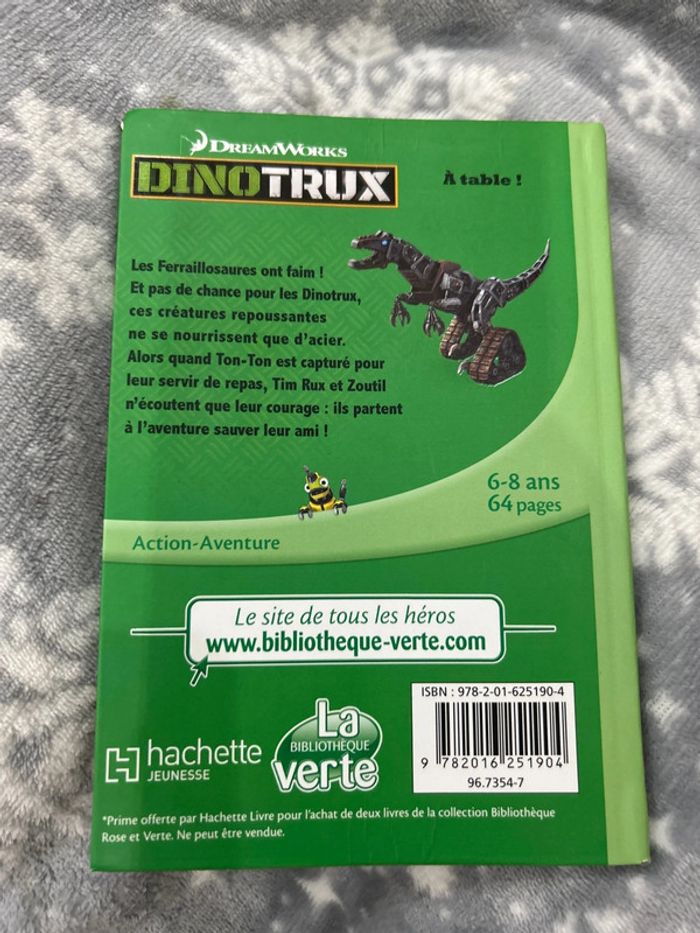 DREAMWORKS
DINOTRUX
À table !
Les Ferraillosaures ont faim !
Et pas de chance pour les Dinotrux,
ces créatures repoussantes
ne se nourrissent que d'acier.
Alors quand Ton-Ton est capturé pour
leur servir de repas, Tim Rux et Zoutil
n'écoutent que leur courage : ils partent
à l'aventure sauver leur ami !
6-8 ans
64 pages
Action-Aventure
Le site de tous les héros
www.bibliotheque-verte.com
ISBN : 978-2-01-625190-4
9 782016 251904
96.7354-7
hachette
JEUNESSE
La
BIBLIOTHÈQUE
verte
*Prime offerte par Hachette Livre pour l'achat de deux livres de la collection Bibliothèque
Rose et Verte. Ne peut être vendue.